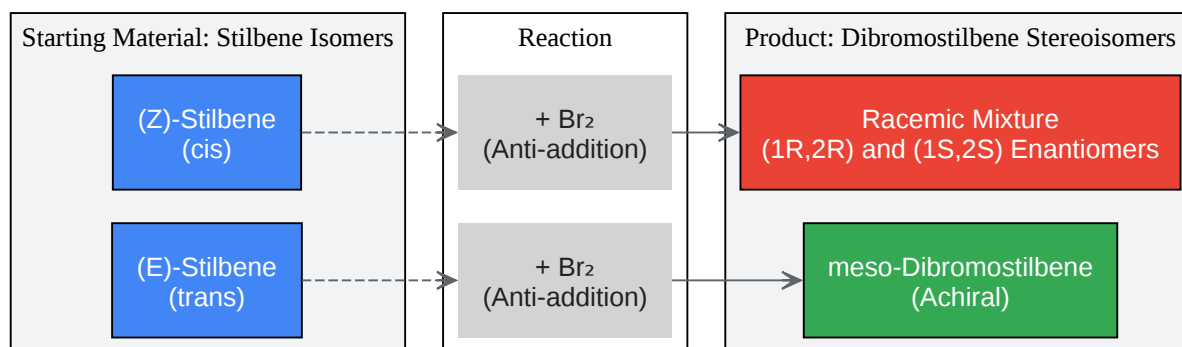 Starting Material: Stilbene Isomers
Reaction
Product: Dibromostilbene Stereoisomers
(Z)-Stilbene
(cis)
+ Br₂
(Anti-addition)
Racemic Mixture
(1R,2R) and (1S,2S) Enantiomers
(E)-Stilbene
(trans)
+ Br₂
(Anti-addition)
meso-Dibromostilbene
(Achiral)